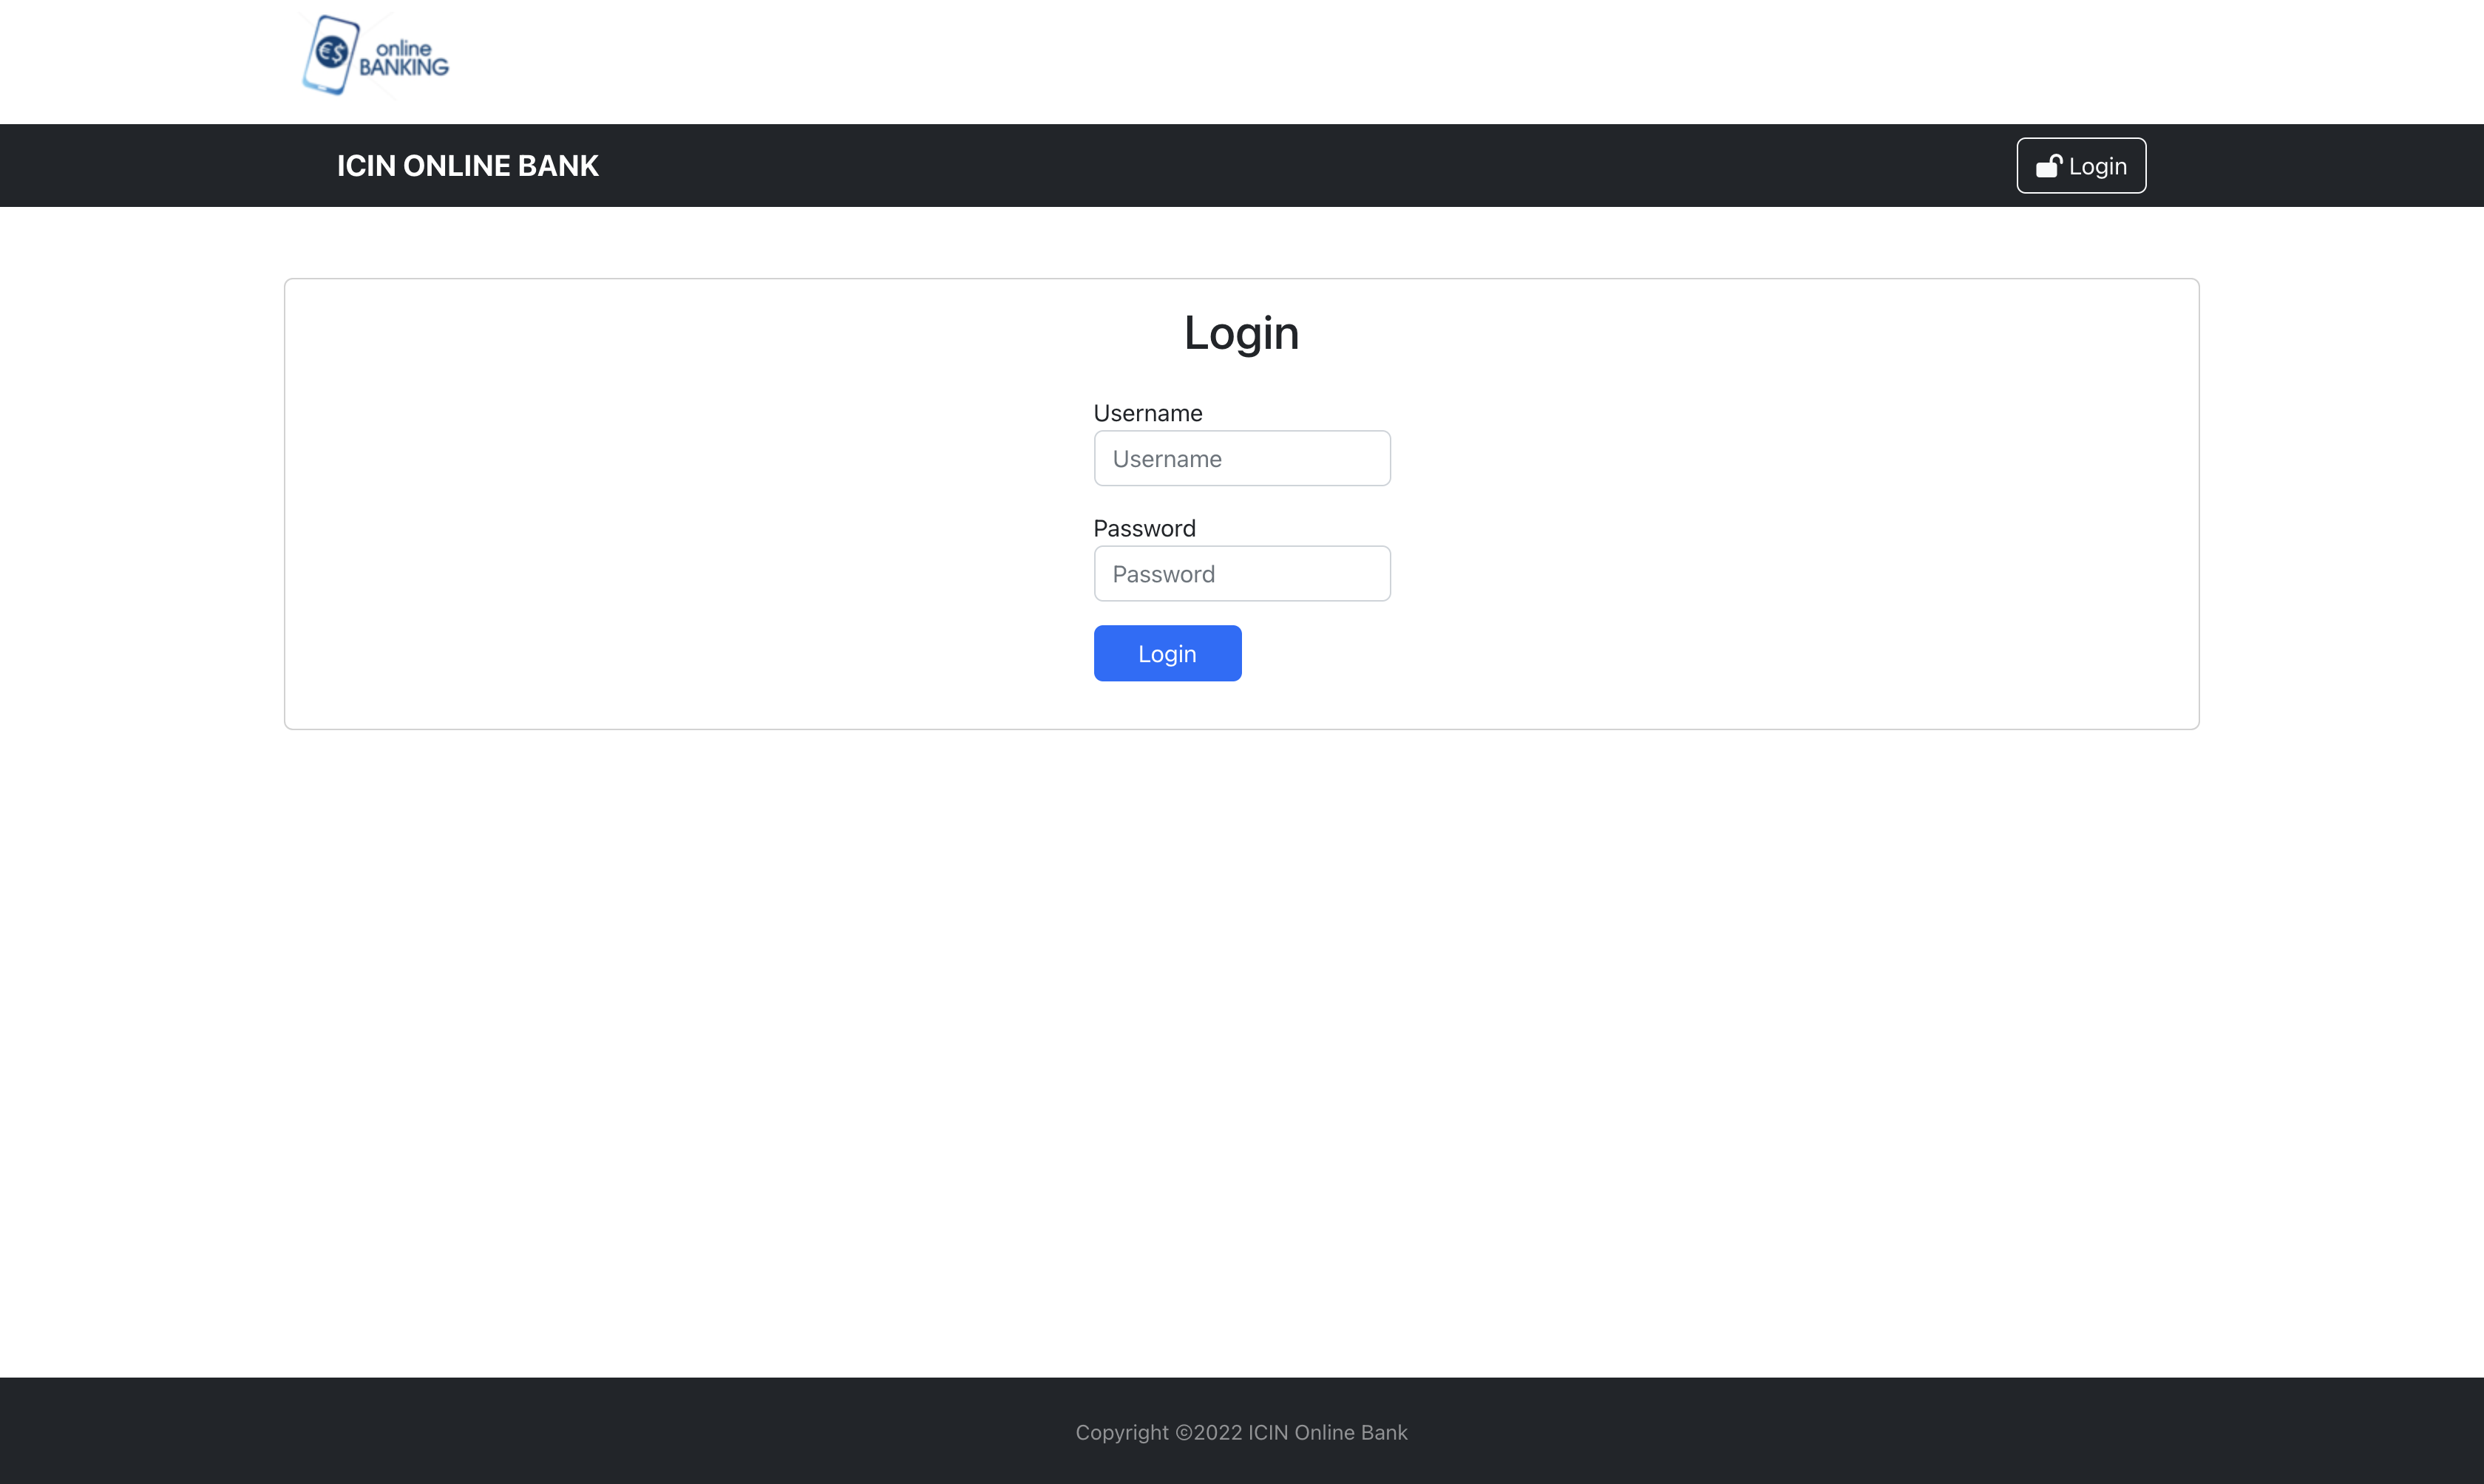 €$
online
BANKING
ICIN ONLINE BANK
Login
Login
Username
Username
Password
Password
Login
Copyright ©2022 ICIN Online Bank